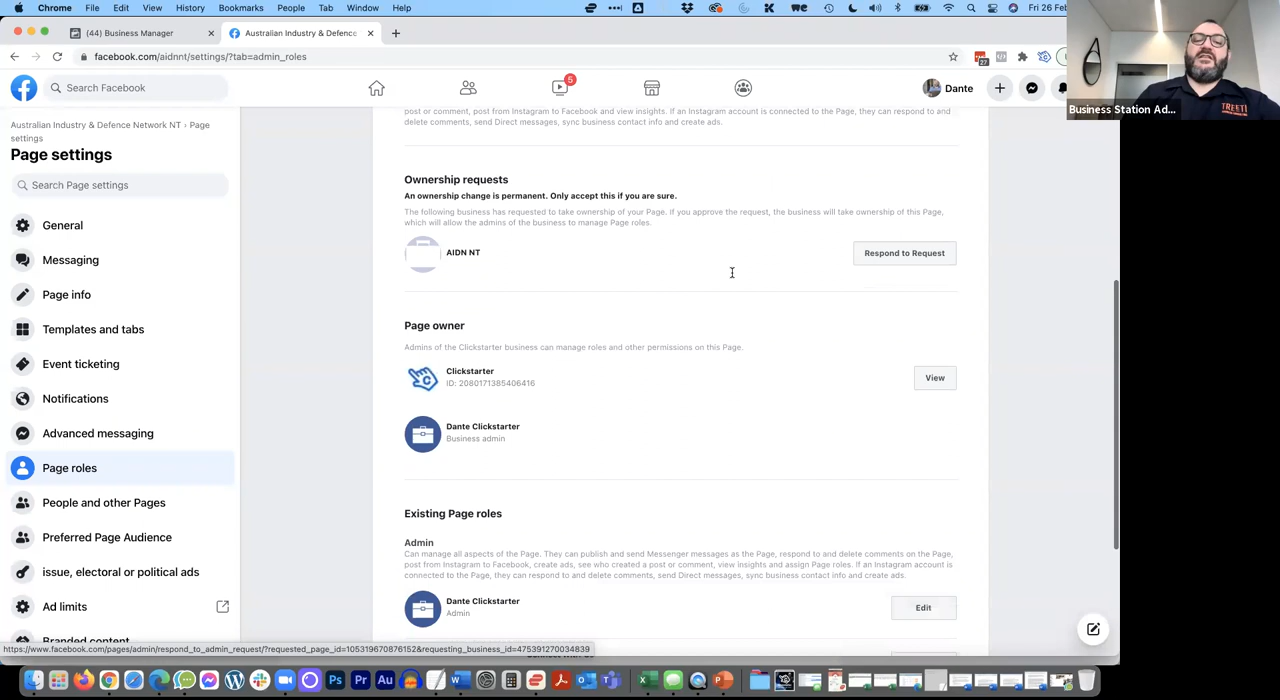 Chrome File Edit View History Bookmarks People Tab Window Help
Fri 26 Feb
(44) Business Manager
Australian Industry & Defence
facebook.com/aidnnt/settings/?tab=admin_roles
27
Search Facebook
5
Dante
TREETI
Business Station Ad...
Australian Industry & Defence Network NT › Page settings
Page settings
Search Page settings
General
Messaging
Page info
Templates and tabs
Event ticketing
Notifications
Advanced messaging
Page roles
People and other Pages
Preferred Page Audience
issue, electoral or political ads
Ad limits
Branded content
post or comment, post from Instagram to Facebook and view insights. If an Instagram account is connected to the Page, they can respond to and
delete comments, send Direct messages, sync business contact info and create ads.
Ownership requests
An ownership change is permanent. Only accept this if you are sure.
The following business has requested to take ownership of your Page. If you approve the request, the business will take ownership of this Page,
which will allow the admins of the business to manage Page roles.
AIDN NT
Respond to Request
Page owner
Admins of the Clickstarter business can manage roles and other permissions on this Page.
Clickstarter
ID: 2080171385406416
View
Dante Clickstarter
Business admin
Existing Page roles
Admin
Can manage all aspects of the Page. They can publish and send Messenger messages as the Page, respond to and delete comments on the Page,
post from Instagram to Facebook, create ads, see who created a post or comment, view insights and assign Page roles. If an Instagram account is
connected to the Page, they can respond to and delete comments, send Direct messages, sync business contact info and create ads.
Dante Clickstarter
Admin
Edit
https://www.facebook.com/pages/admin/respond_to_admin_request/?requested_page_id=105319670876152&requesting_business_id=475391270034839
Ps Pr Au